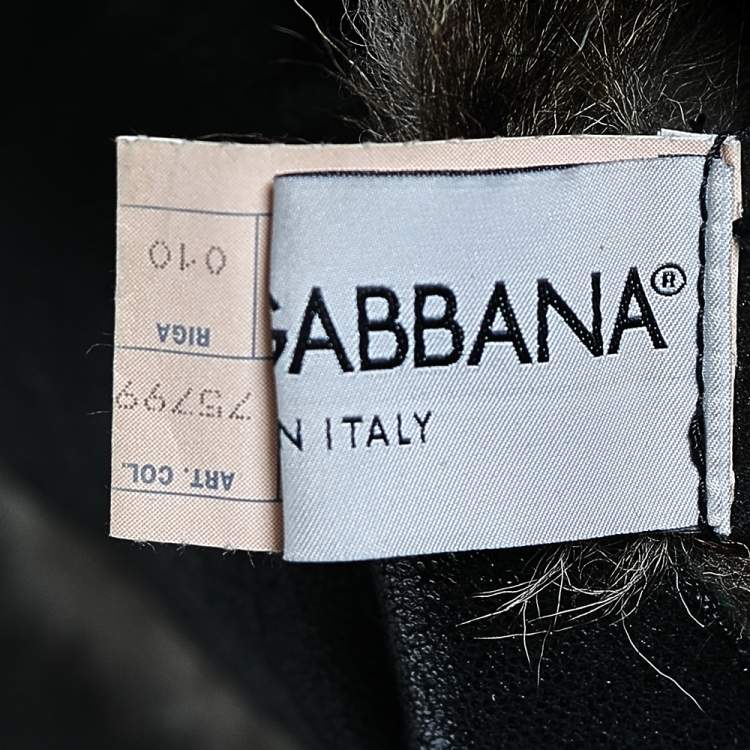 GABBANA®
N ITALY
ART. COL.
75799
RIGA
010